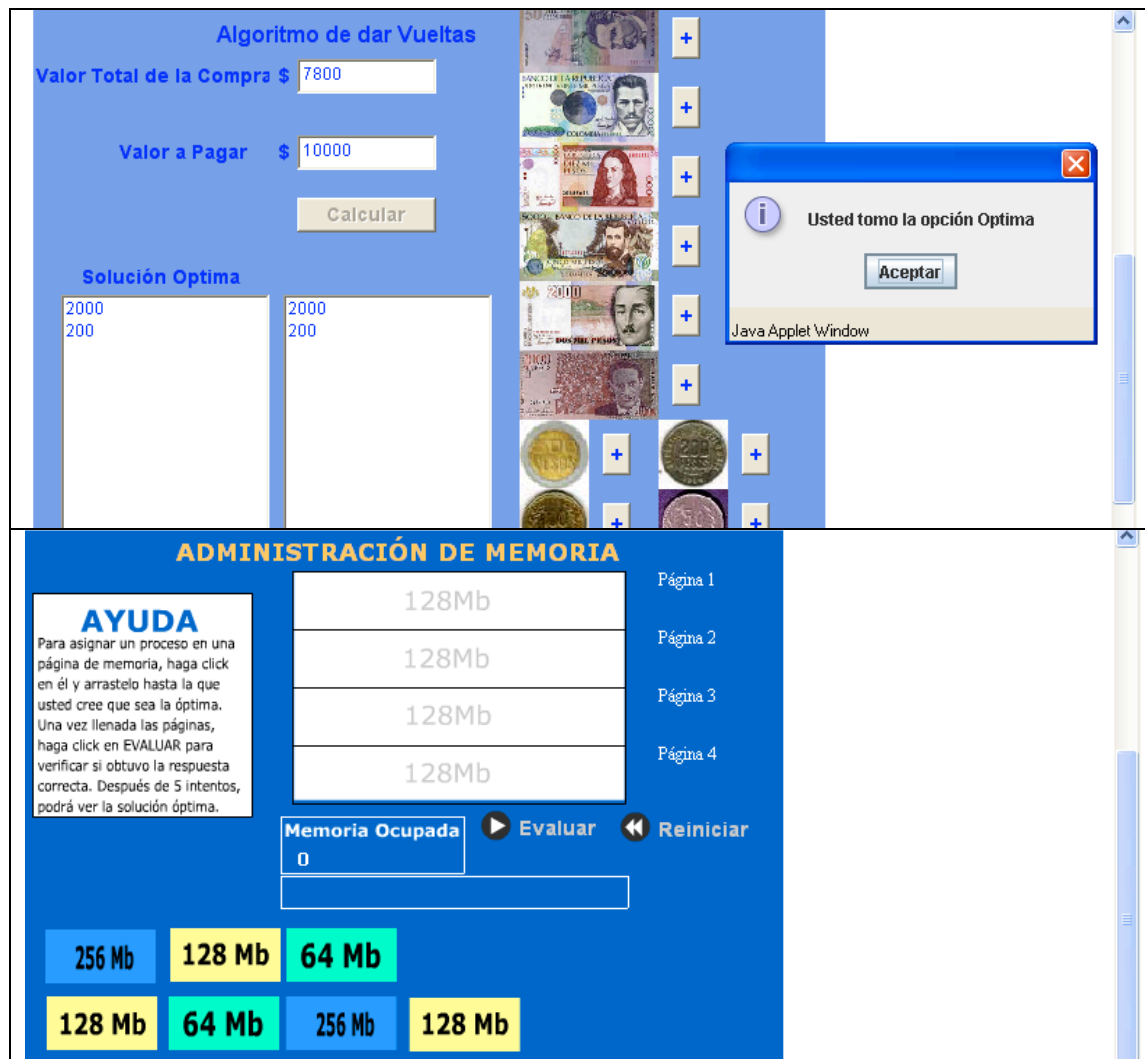 Algoritmo de dar Vueltas
Valor Total de la Compra $ 7800
Valor a Pagar $ 10000
Calcular
Solución Optima
2000 2000
200 200
+
+
+
+
2000
DOS MIL PESOS
+
+
+ +
+ +
Usted tomo la opción Optima
Aceptar
Java Applet Window
ADMINISTRACIÓN DE MEMORIA
AYUDA
Para asignar un proceso en una
página de memoria, haga click
en él y arrastelo hasta la que
usted cree que sea la óptima.
Una vez llenada las páginas,
haga click en EVALUAR para
verificar si obtuvo la respuesta
correcta. Después de 5 intentos,
podrá ver la solución óptima.
128Mb Página 1
128Mb Página 2
128Mb Página 3
128Mb Página 4
Memoria Ocupada
0
Evaluar Reiniciar
256 Mb 128 Mb 64 Mb
128 Mb 64 Mb 256 Mb 128 Mb